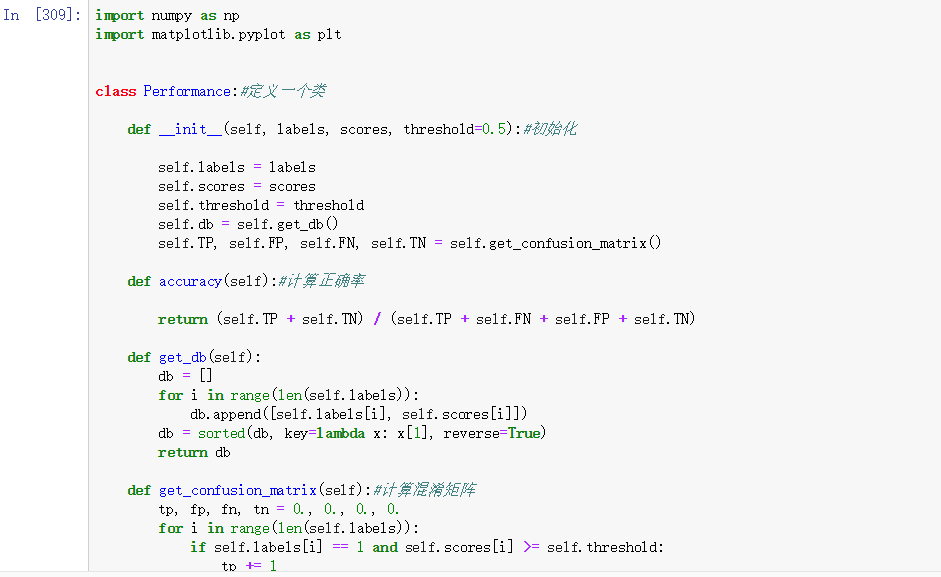 In [309]:
import numpy as np
import matplotlib.pyplot as plt
class Performance:#定义一个类
def __init__(self, labels, scores, threshold=0.5):#初始化
self.labels = labels
self.scores = scores
self.threshold = threshold
self.db = self.get_db()
self.TP, self.FP, self.FN, self.TN = self.get_confusion_matrix()
def accuracy(self):#计算正确率
return (self.TP + self.TN) / (self.TP + self.FN + self.FP + self.TN)
def get_db(self):
db = []
for i in range(len(self.labels)):
db.append([self.labels[i], self.scores[i]])
db = sorted(db, key=lambda x: x[1], reverse=True)
return db
def get_confusion_matrix(self):#计算混淆矩阵
tp, fp, fn, tn = 0., 0., 0., 0.
for i in range(len(self.labels)):
if self.labels[i] == 1 and self.scores[i] >= self.threshold:
tp += 1